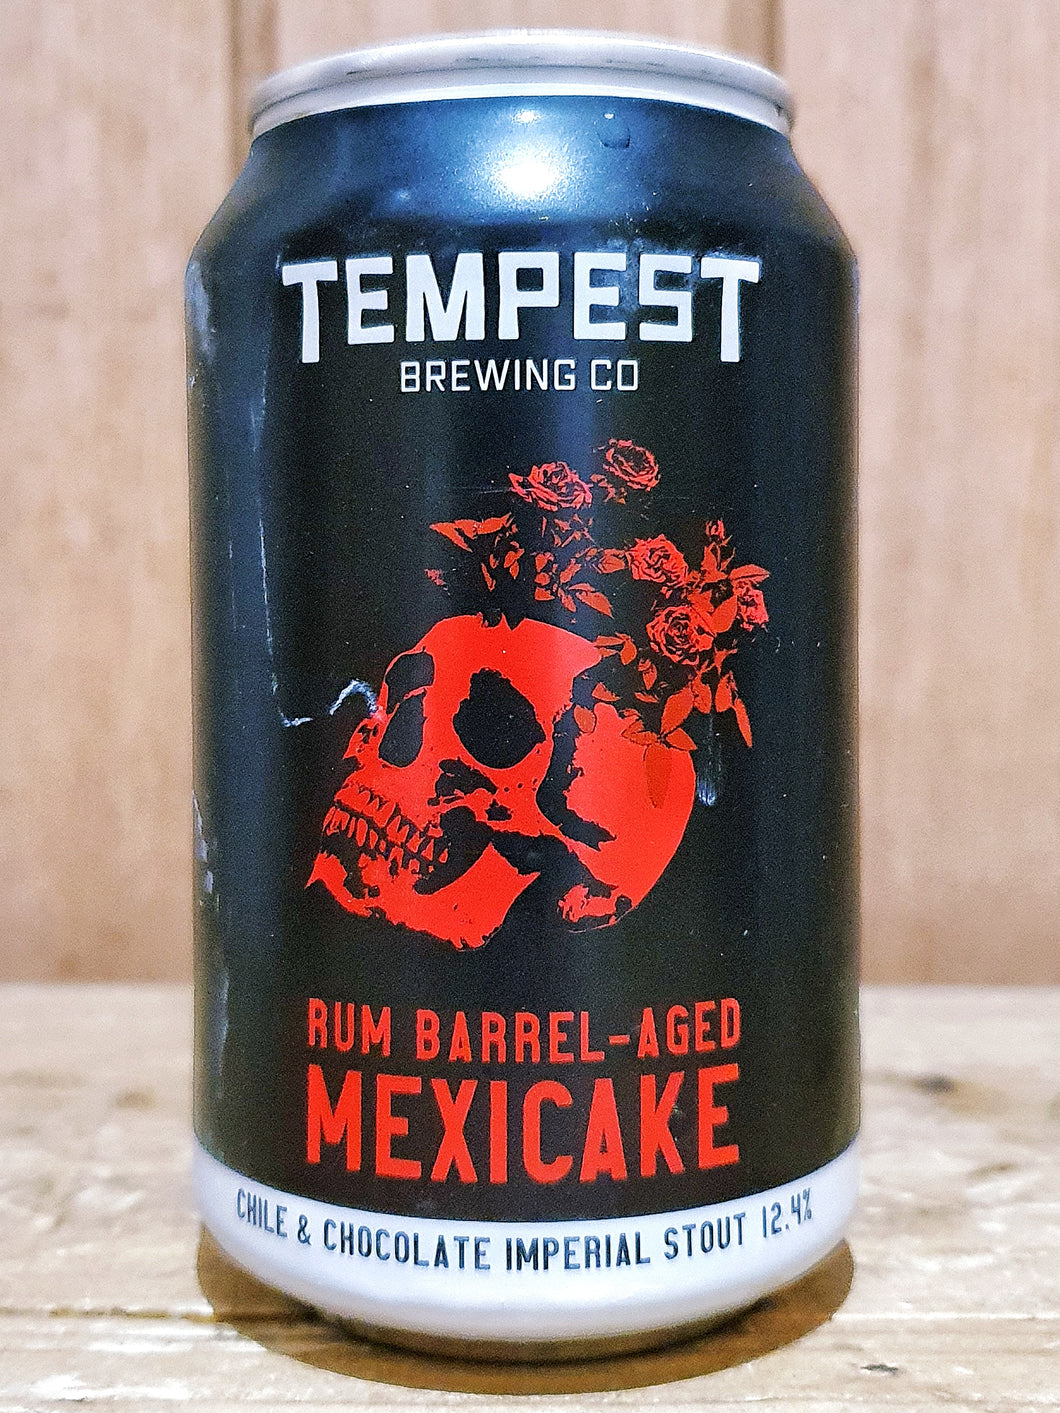 TEMPEST
BREWING CO
RUM BARREL-AGED
MEXICAKE
CHILE & CHOCOLATE IMPERIAL STOUT 12.4%